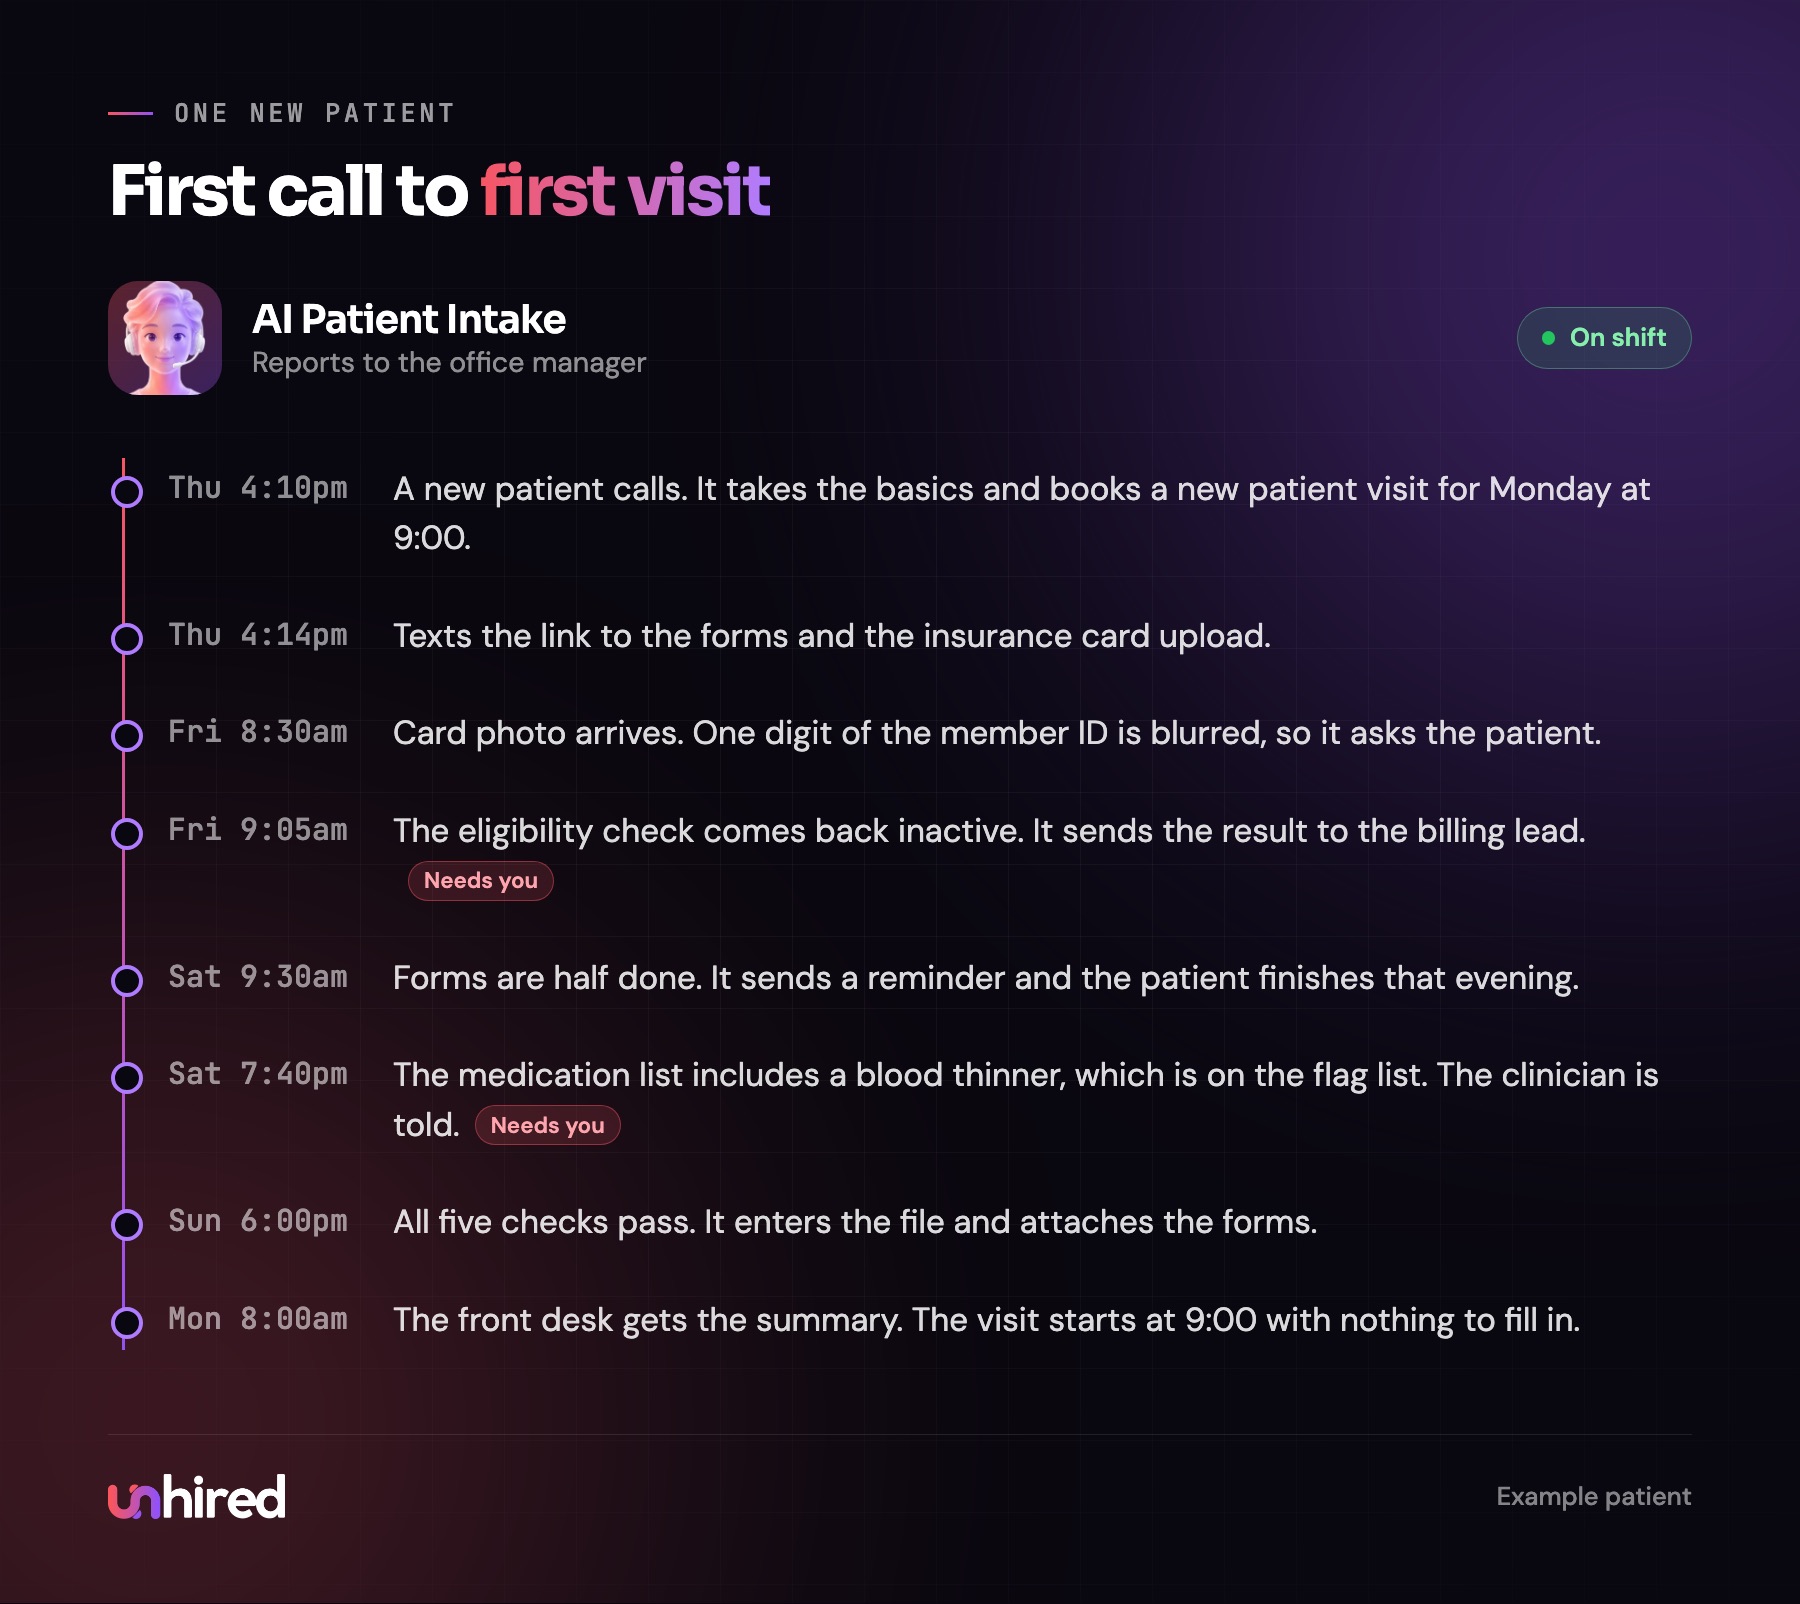 ONE NEW PATIENT
First call to first visit
AI Patient Intake
Reports to the office manager
On shift
Thu 4:10pm
A new patient calls. It takes the basics and books a new patient visit for Monday at
9:00.
Thu 4:14pm
Texts the link to the forms and the insurance card upload.
Fri 8:30am
Card photo arrives. One digit of the member ID is blurred, so it asks the patient.
Fri 9:05am
The eligibility check comes back inactive. It sends the result to the billing lead.
Needs you
Sat 9:30am
Forms are half done. It sends a reminder and the patient finishes that evening.
Sat 7:40pm
The medication list includes a blood thinner, which is on the flag list. The clinician is
told. Needs you
Sun 6:00pm
All five checks pass. It enters the file and attaches the forms.
Mon 8:00am
The front desk gets the summary. The visit starts at 9:00 with nothing to fill in.
unhired
Example patient